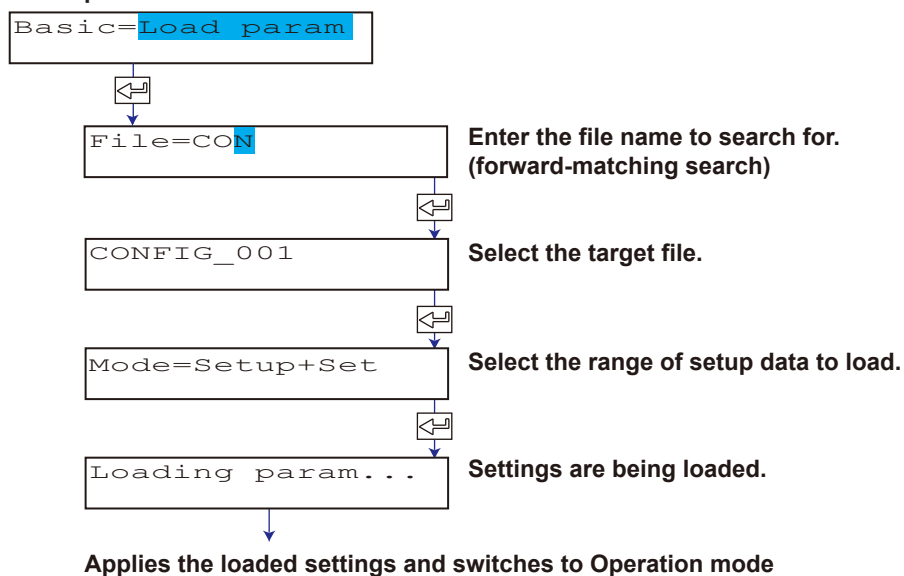 Basic=Load param
File=CON
Enter the file name to search for.
(forward-matching search)
CONFIG_001
Select the target file.
Mode=Setup+Set
Select the range of setup data to load.
Loading param...
Settings are being loaded.
Applies the loaded settings and switches to Operation mode